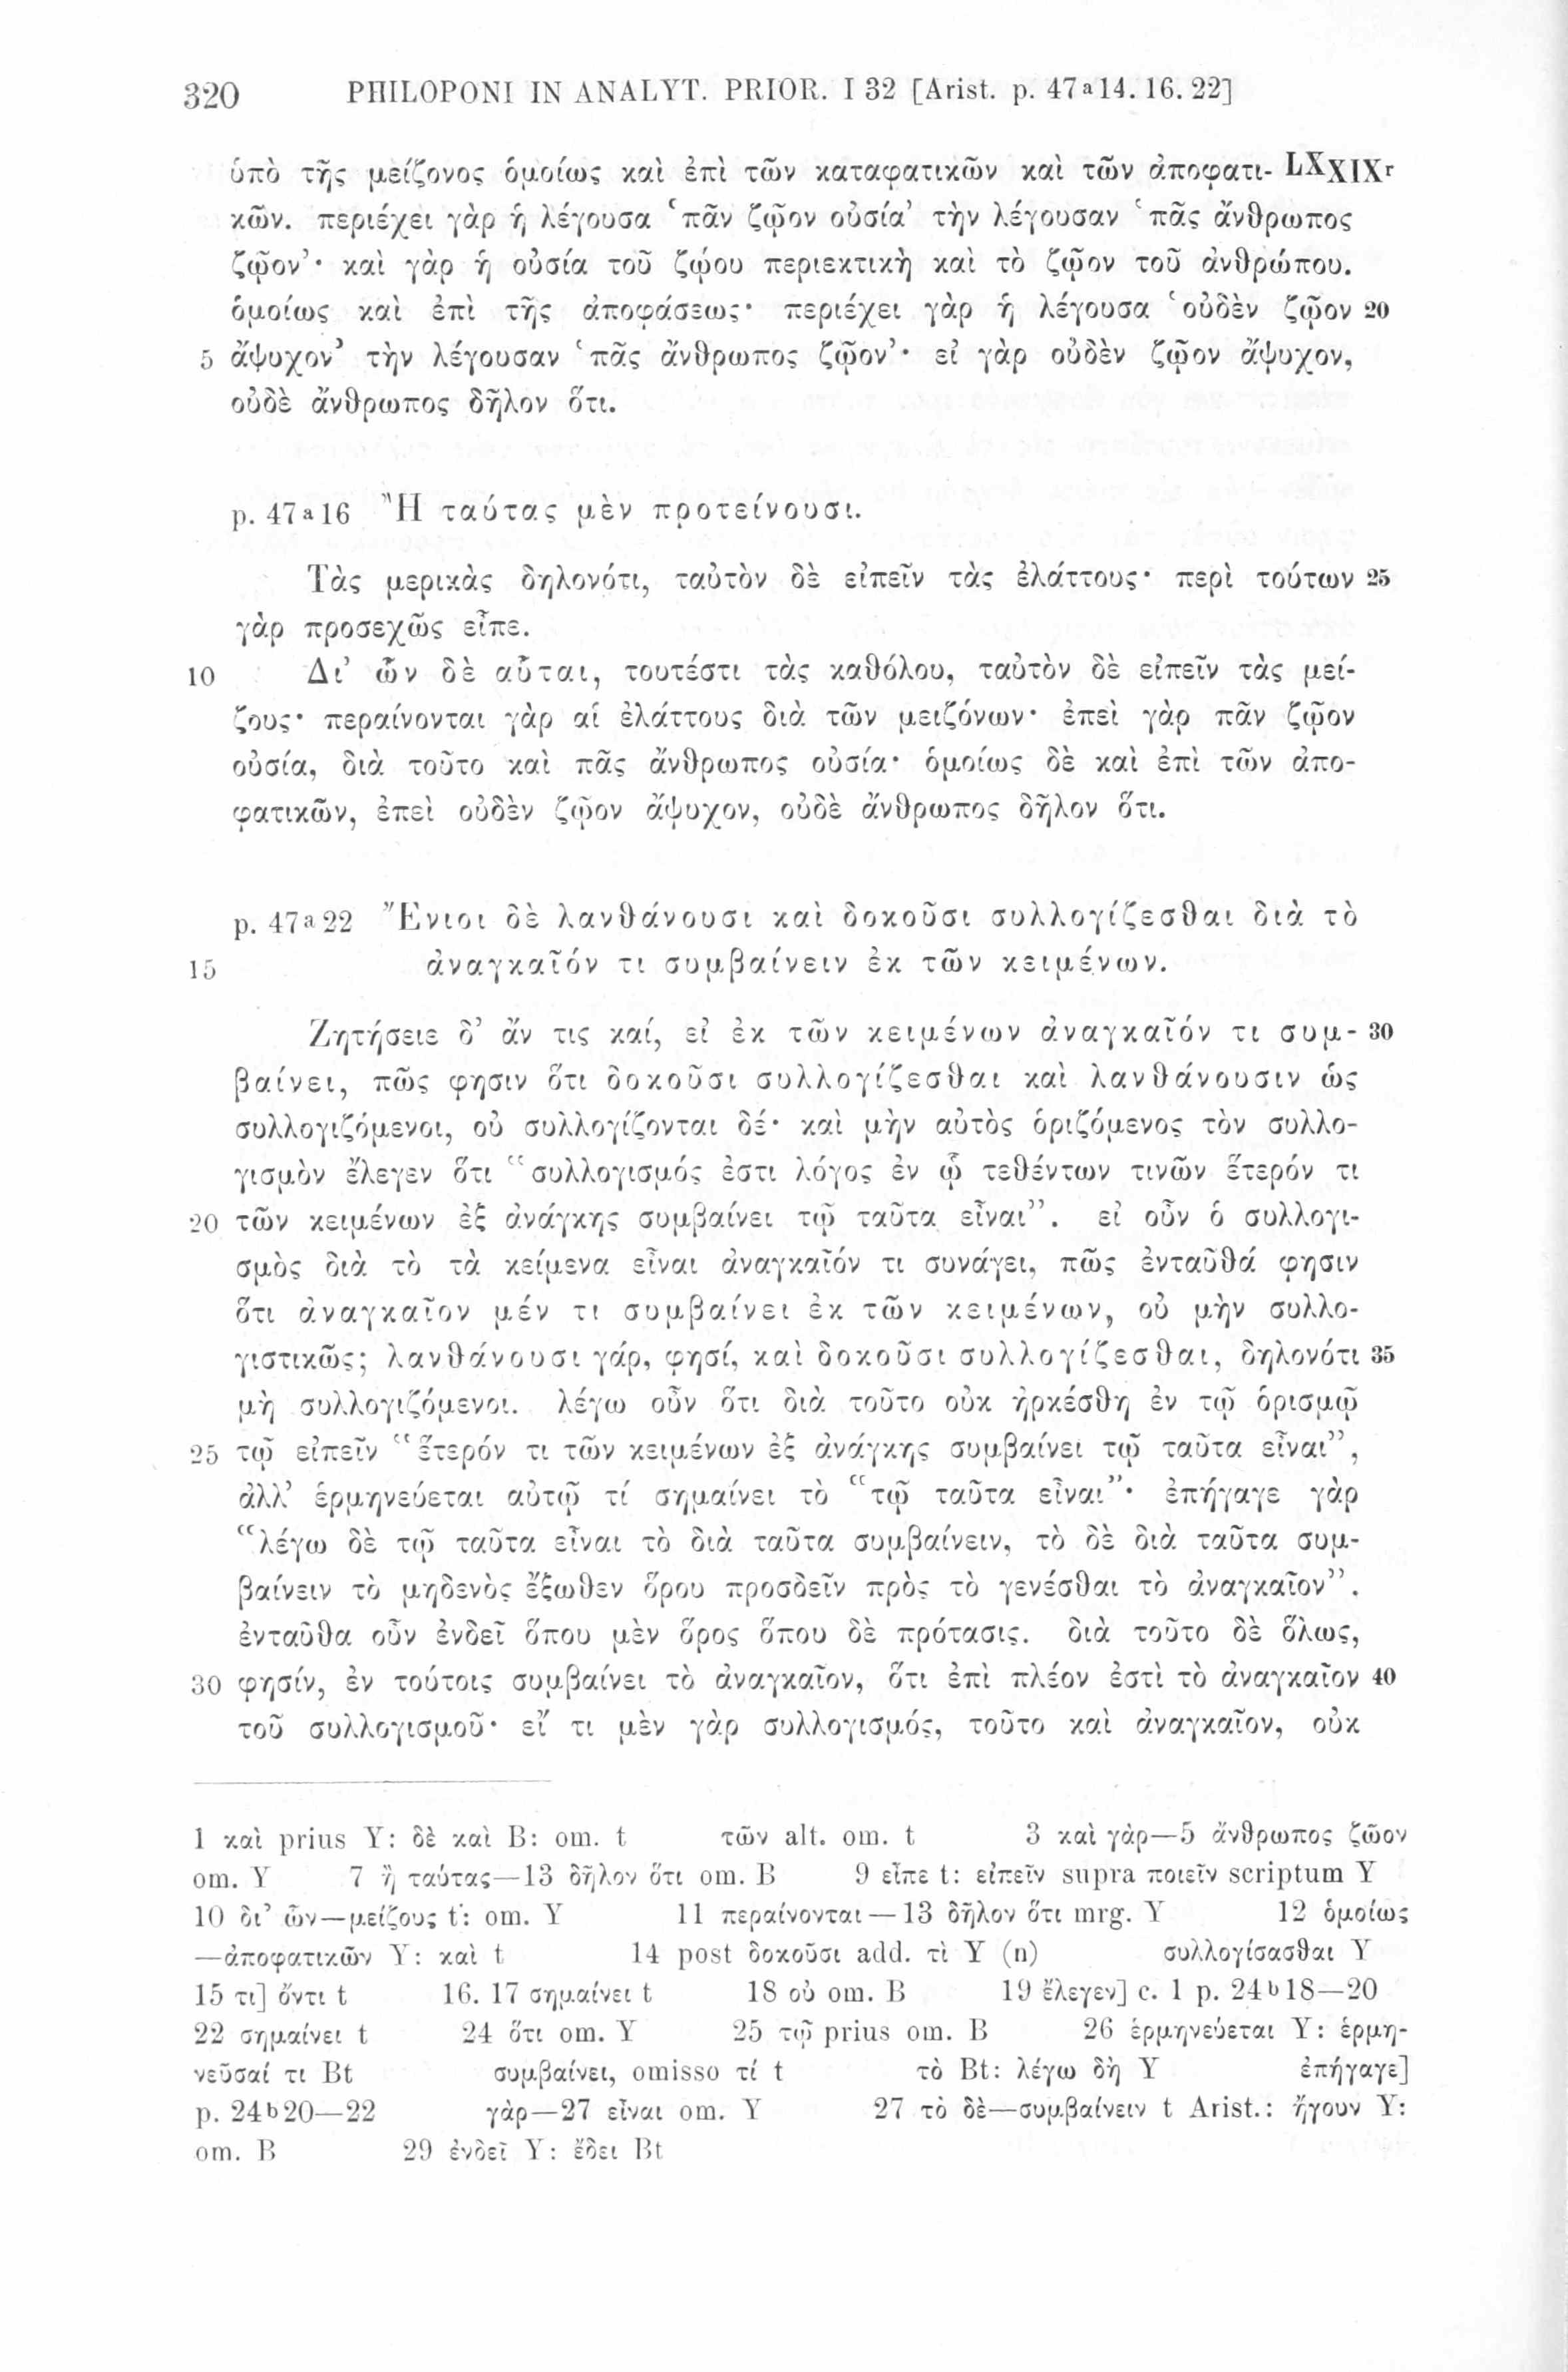 320 PHILOPONI IN ANALYT. PRIOR. I 32 [Arist. p. 47ᵃ14. 16. 22]
ὑπὸ τῆς μείζονος ὁμοίως καὶ ἐπὶ τῶν καταφατικῶν καὶ τῶν ἀποφατι- LXXIXʳ
κῶν. περιέχει γὰρ ἡ λέγουσα ‘πᾶν ζῷον οὐσία’ τὴν λέγουσαν ‘πᾶς ἄνθρωπος
ζῷον’· καὶ γὰρ ἡ οὐσία τοῦ ζῴου περιεκτικὴ καὶ τὸ ζῷον τοῦ ἀνθρώπου.
ὁμοίως καὶ ἐπὶ τῆς ἀποφάσεως· περιέχει γὰρ ἡ λέγουσα ‘οὐδὲν ζῷον 20
5 ἄψυχον’ τὴν λέγουσαν ‘πᾶς ἄνθρωπος ζῷον’· εἰ γὰρ οὐδὲν ζῷον ἄψυχον,
οὐδὲ ἄνθρωπος δῆλον ὅτι.
p. 47ᵃ16 Ἢ ταύτας μὲν προτείνουσι.
Τὰς μερικὰς δηλονότι, ταὐτὸν δὲ εἰπεῖν τὰς ἐλάττους· περὶ τούτων 25
γὰρ προσεχῶς εἶπε.
10 Δι’ ὧν δὲ αὗται, τουτέστι τὰς καθόλου, ταὐτὸν δὲ εἰπεῖν τὰς μεί-
ζους· περαίνονται γὰρ αἱ ἐλάττους διὰ τῶν μειζόνων· ἐπεὶ γὰρ πᾶν ζῷον
οὐσία, διὰ τοῦτο καὶ πᾶς ἄνθρωπος οὐσία· ὁμοίως δὲ καὶ ἐπὶ τῶν ἀπο-
φατικῶν, ἐπεὶ οὐδὲν ζῷον ἄψυχον, οὐδὲ ἄνθρωπος δῆλον ὅτι.
p. 47ᵃ22 Ἔνιοι δὲ λανθάνουσι καὶ δοκοῦσι συλλογίζεσθαι διὰ τὸ
15 ἀναγκαῖόν τι συμβαίνειν ἐκ τῶν κειμένων.
Ζητήσειε δ’ ἄν τις καί, εἰ ἐκ τῶν κειμένων ἀναγκαῖόν τι συμ- 30
βαίνει, πῶς φησιν ὅτι δοκοῦσι συλλογίζεσθαι καὶ λανθάνουσιν ὡς
συλλογιζόμενοι, οὐ συλλογίζονται δέ· καὶ μὴν αὐτὸς ὁριζόμενος τὸν συλλο-
γισμὸν ἔλεγεν ὅτι “συλλογισμός ἐστι λόγος ἐν ᾧ τεθέντων τινῶν ἕτερόν τι
20 τῶν κειμένων ἐξ ἀνάγκης συμβαίνει τῷ ταῦτα εἶναι”. εἰ οὖν ὁ συλλογι-
σμὸς διὰ τὸ τὰ κείμενα εἶναι ἀναγκαῖόν τι συνάγει, πῶς ἐνταῦθά φησιν
ὅτι ἀναγκαῖον μέν τι συμβαίνει ἐκ τῶν κειμένων, οὐ μὴν συλλο-
γιστικῶς; λανθάνουσι γάρ, φησί, καὶ δοκοῦσι συλλογίζεσθαι, δηλονότι 35
μὴ συλλογιζόμενοι. λέγω οὖν ὅτι διὰ τοῦτο οὐκ ἠρκέσθη ἐν τῷ ὁρισμῷ
25 τῷ εἰπεῖν “ἕτερόν τι τῶν κειμένων ἐξ ἀνάγκης συμβαίνει τῷ ταῦτα εἶναι”,
ἀλλ’ ἑρμηνεύεται αὐτῷ τί σημαίνει τὸ “τῷ ταῦτα εἶναι”· ἐπήγαγε γὰρ
“λέγω δὲ τῷ ταῦτα εἶναι τὸ διὰ ταῦτα συμβαίνειν, τὸ δὲ διὰ ταῦτα συμ-
βαίνειν τὸ μηδενὸς ἔξωθεν ὅρου προσδεῖν πρὸς τὸ γενέσθαι τὸ ἀναγκαῖον”.
ἐνταῦθα οὖν ἐνδεῖ ὅπου μὲν ὅρος ὅπου δὲ πρότασις. διὰ τοῦτο δὲ ὅλως,
30 φησίν, ἐν τούτοις συμβαίνει τὸ ἀναγκαῖον, ὅτι ἐπὶ πλέον ἐστὶ τὸ ἀναγκαῖον 40
τοῦ συλλογισμοῦ· εἴ τι μὲν γὰρ συλλογισμός, τοῦτο καὶ ἀναγκαῖον, οὐκ
1 καὶ prius Y: δὲ καὶ B: om. t τῶν alt. om. t 3 καὶ γὰρ—5 ἄνθρωπος ζῶον
om. Y 7 ἢ ταύτας—13 δῆλον ὅτι om. B 9 εἶπε t: εἰπεῖν supra ποιεῖν scriptum Y
10 δι’ ὧν—μείζους t: om. Y 11 περαίνονται—13 δῆλον ὅτι mrg. Y 12 ὁμοίως
—ἀποφατικῶν Y: καὶ t 14 post δοκοῦσι add. τὶ Y (n) συλλογίσασθαι Y
15 τι] ὄντι t 16. 17 σημαίνει t 18 οὐ om. B 19 ἔλεγεν] c. 1 p. 24ᵇ18—20
22 σημαίνει t 24 ὅτι om. Y 25 τῷ prius om. B 26 ἑρμηνεύεται Y: ἑρμη-
νεῦσαί τι Bt συμβαίνει, omisso τί t τὸ Bt: λέγω δὴ Y ἐπήγαγε]
p. 24ᵇ20—22 γὰρ—27 εἶναι om. Y 27 τὸ δὲ—συμβαίνειν t Arist.: ἤγουν Y:
om. B 29 ἐνδεῖ Y: ἔδει Bt